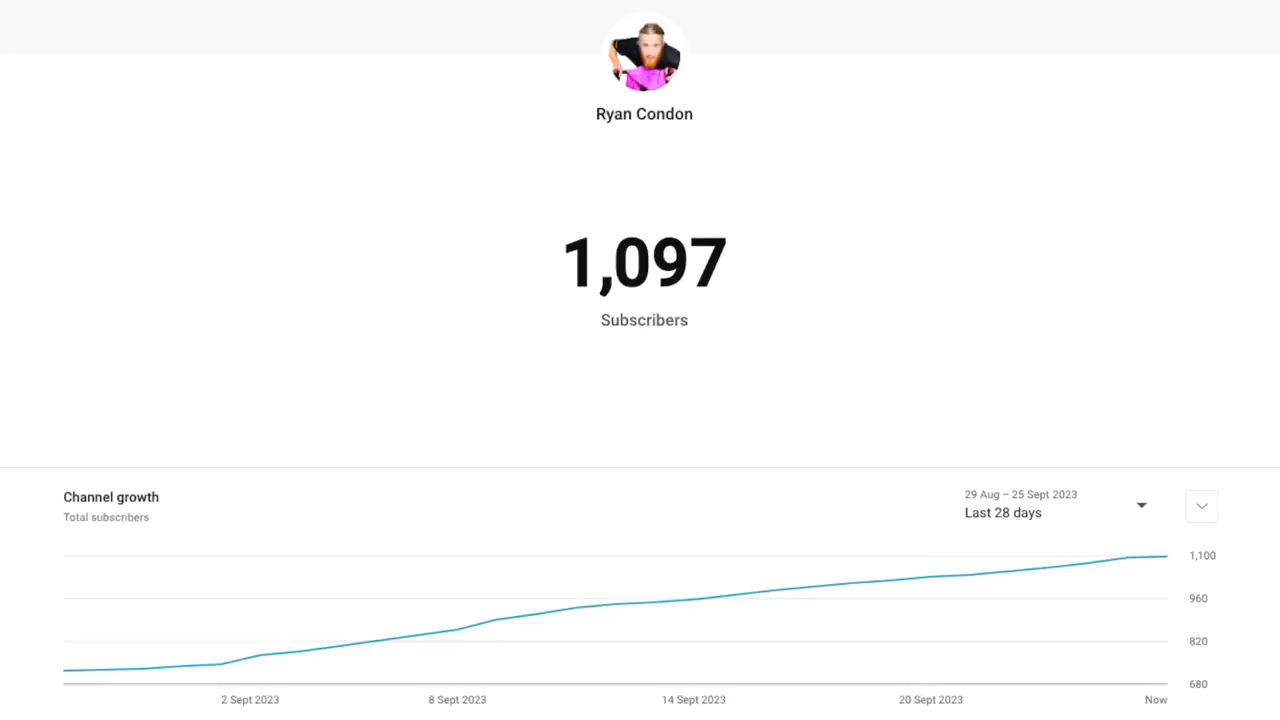 Ryan Condon
1,097
Subscribers
Channel growth
Total subscribers
29 Aug – 25 Sept 2023
Last 28 days
1,100
960
820
680
2 Sept 2023
8 Sept 2023
14 Sept 2023
20 Sept 2023
Now